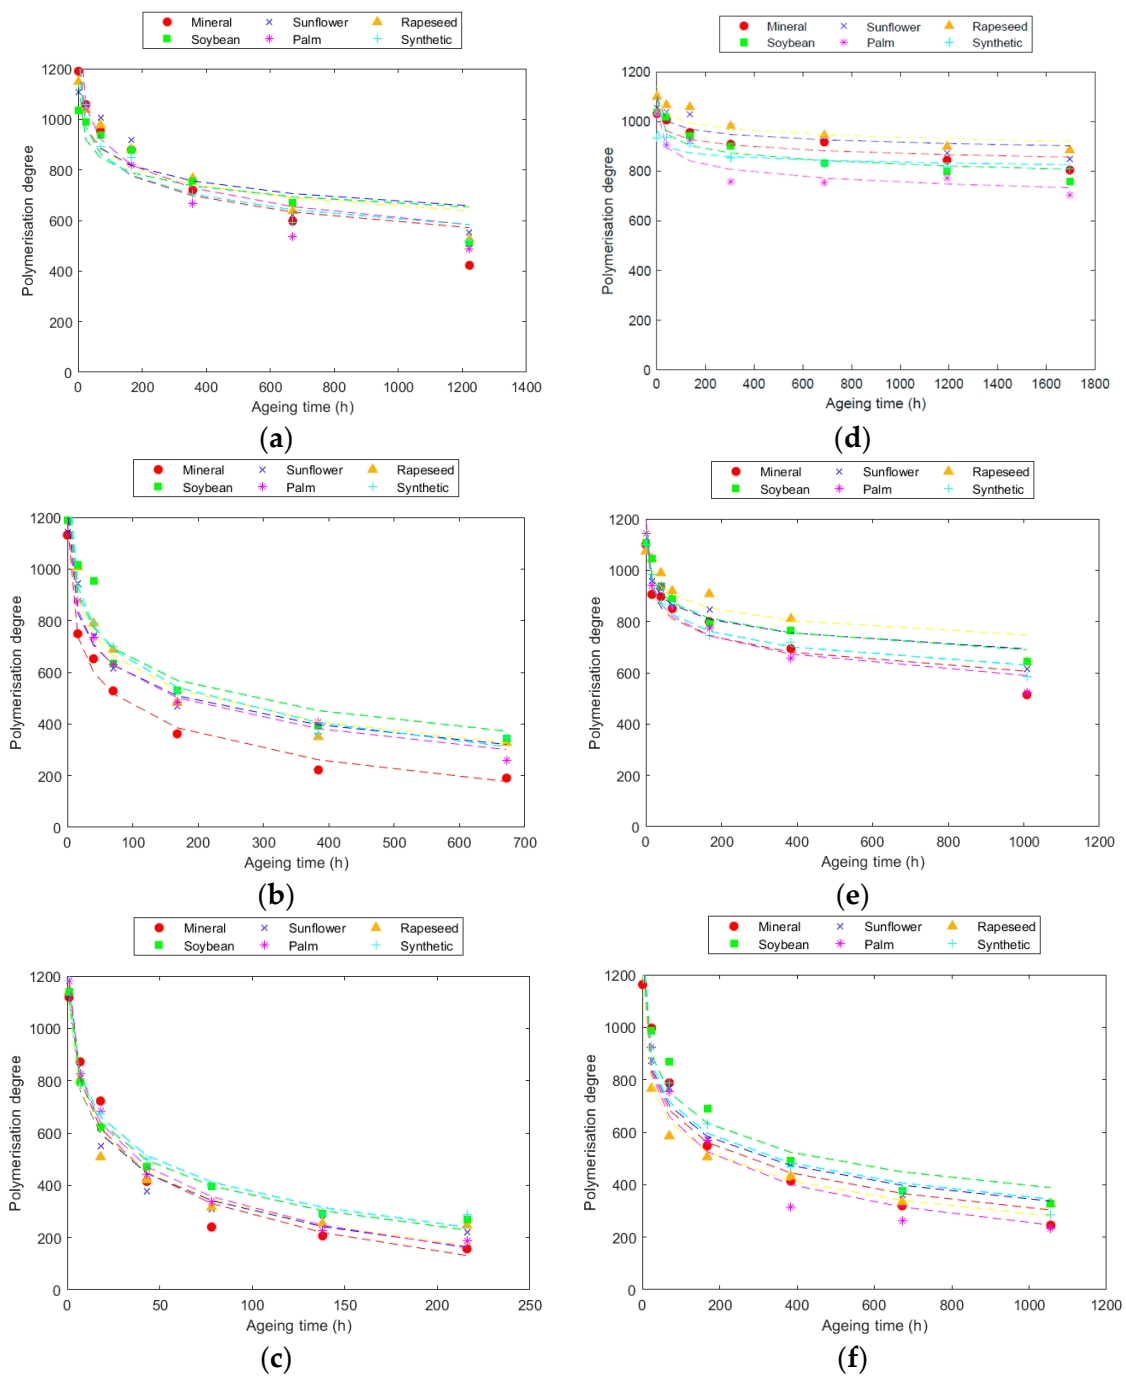 Mineral Sunflower Rapeseed
Soybean Palm Synthetic
1200
1000
800
600
400
200
0
Polymerisation degree
0 200 400 600 800 1000 1200 1400
Ageing time (h)
(a)
Mineral Sunflower Rapeseed
Soybean Palm Synthetic
1200
1000
800
600
400
200
0
Polymerisation degree
0 200 400 600 800 1000 1200 1400 1600 1800
Ageing time (h)
(d)
Mineral Sunflower Rapeseed
Soybean Palm Synthetic
1200
1000
800
600
400
200
0
Polymerisation degree
0 100 200 300 400 500 600 700
Ageing time (h)
(b)
Mineral Sunflower Rapeseed
Soybean Palm Synthetic
1200
1000
800
600
400
200
0
Polymerisation degree
0 200 400 600 800 1000 1200
Ageing time (h)
(e)
Mineral Sunflower Rapeseed
Soybean Palm Synthetic
1200
1000
800
600
400
200
0
Polymerisation degree
0 50 100 150 200 250
Ageing time (h)
(c)
Mineral Sunflower Rapeseed
Soybean Palm Synthetic
1200
1000
800
600
400
200
0
Polymerisation degree
0 200 400 600 800 1000 1200
Ageing time (h)
(f)